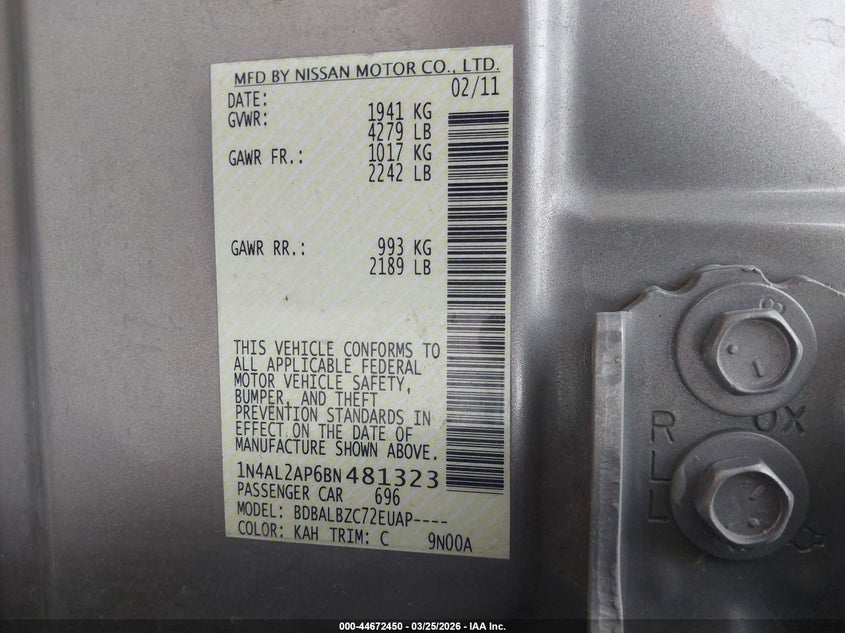 MFD BY NISSAN MOTOR CO., LTD.
DATE: 02/11
GVWR: 1941 KG
4279 LB
GAWR FR.: 1017 KG
2242 LB
GAWR RR.: 993 KG
2189 LB
THIS VEHICLE CONFORMS TO
ALL APPLICABLE FEDERAL
MOTOR VEHICLE SAFETY,
BUMPER, AND THEFT
PREVENTION STANDARDS IN
EFFECT ON THE DATE OF
MANUFACTURE SHOWN ABOVE.
1N4AL2AP6BN481323
PASSENGER CAR 696
MODEL: BDBALBZC72EUAP----
COLOR: KAH TRIM: C 9N00A
000-44672450 - 03/25/2026 - IAA Inc.